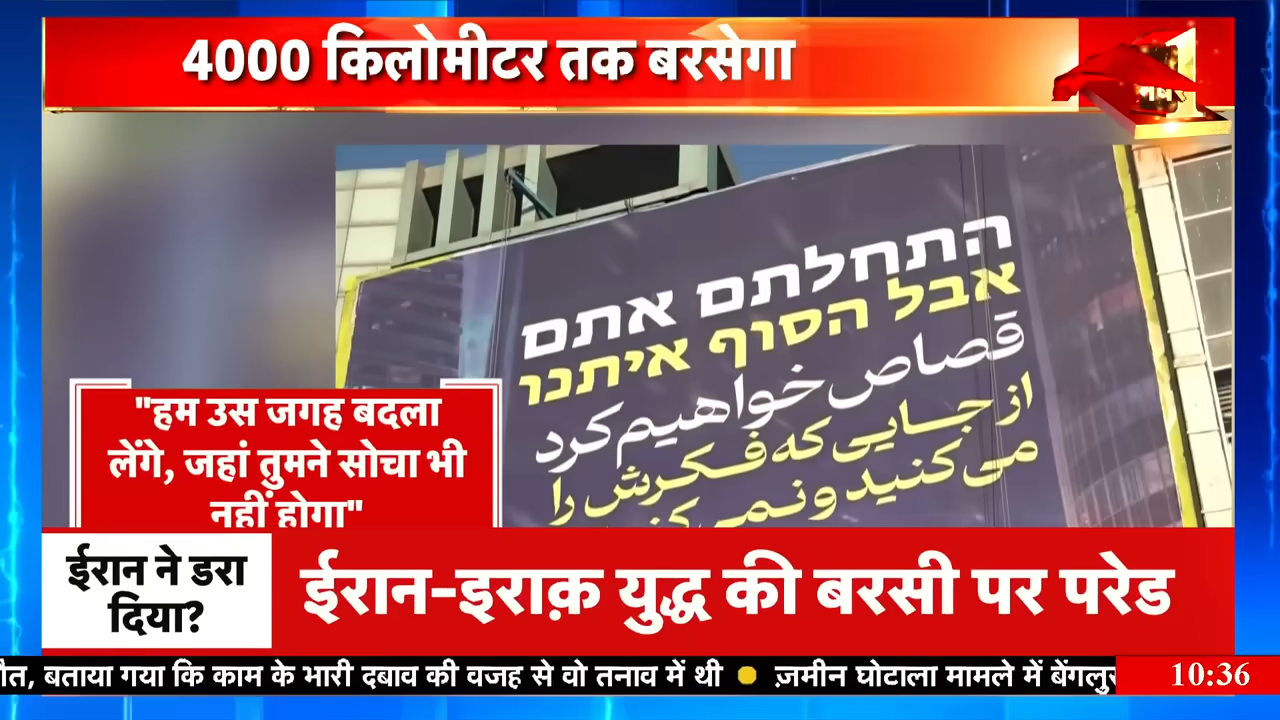 4000 किलोमीटर तक बरसेगा
1
התחלתם אתם
אבל הסוף איתנו
قصاص خواهیم کرد
از جایی که فکرش را
می‌کنید و نمی
"हम उस जगह बदला
लेंगे, जहां तुमने सोचा भी
नहीं होगा"
ईरान ने डरा
दिया?
ईरान-इराक़ युद्ध की बरसी पर परेड
बताया गया कि काम के भारी दबाव की वजह से वो तनाव में थी
ज़मीन घोटाला मामले में
10:36